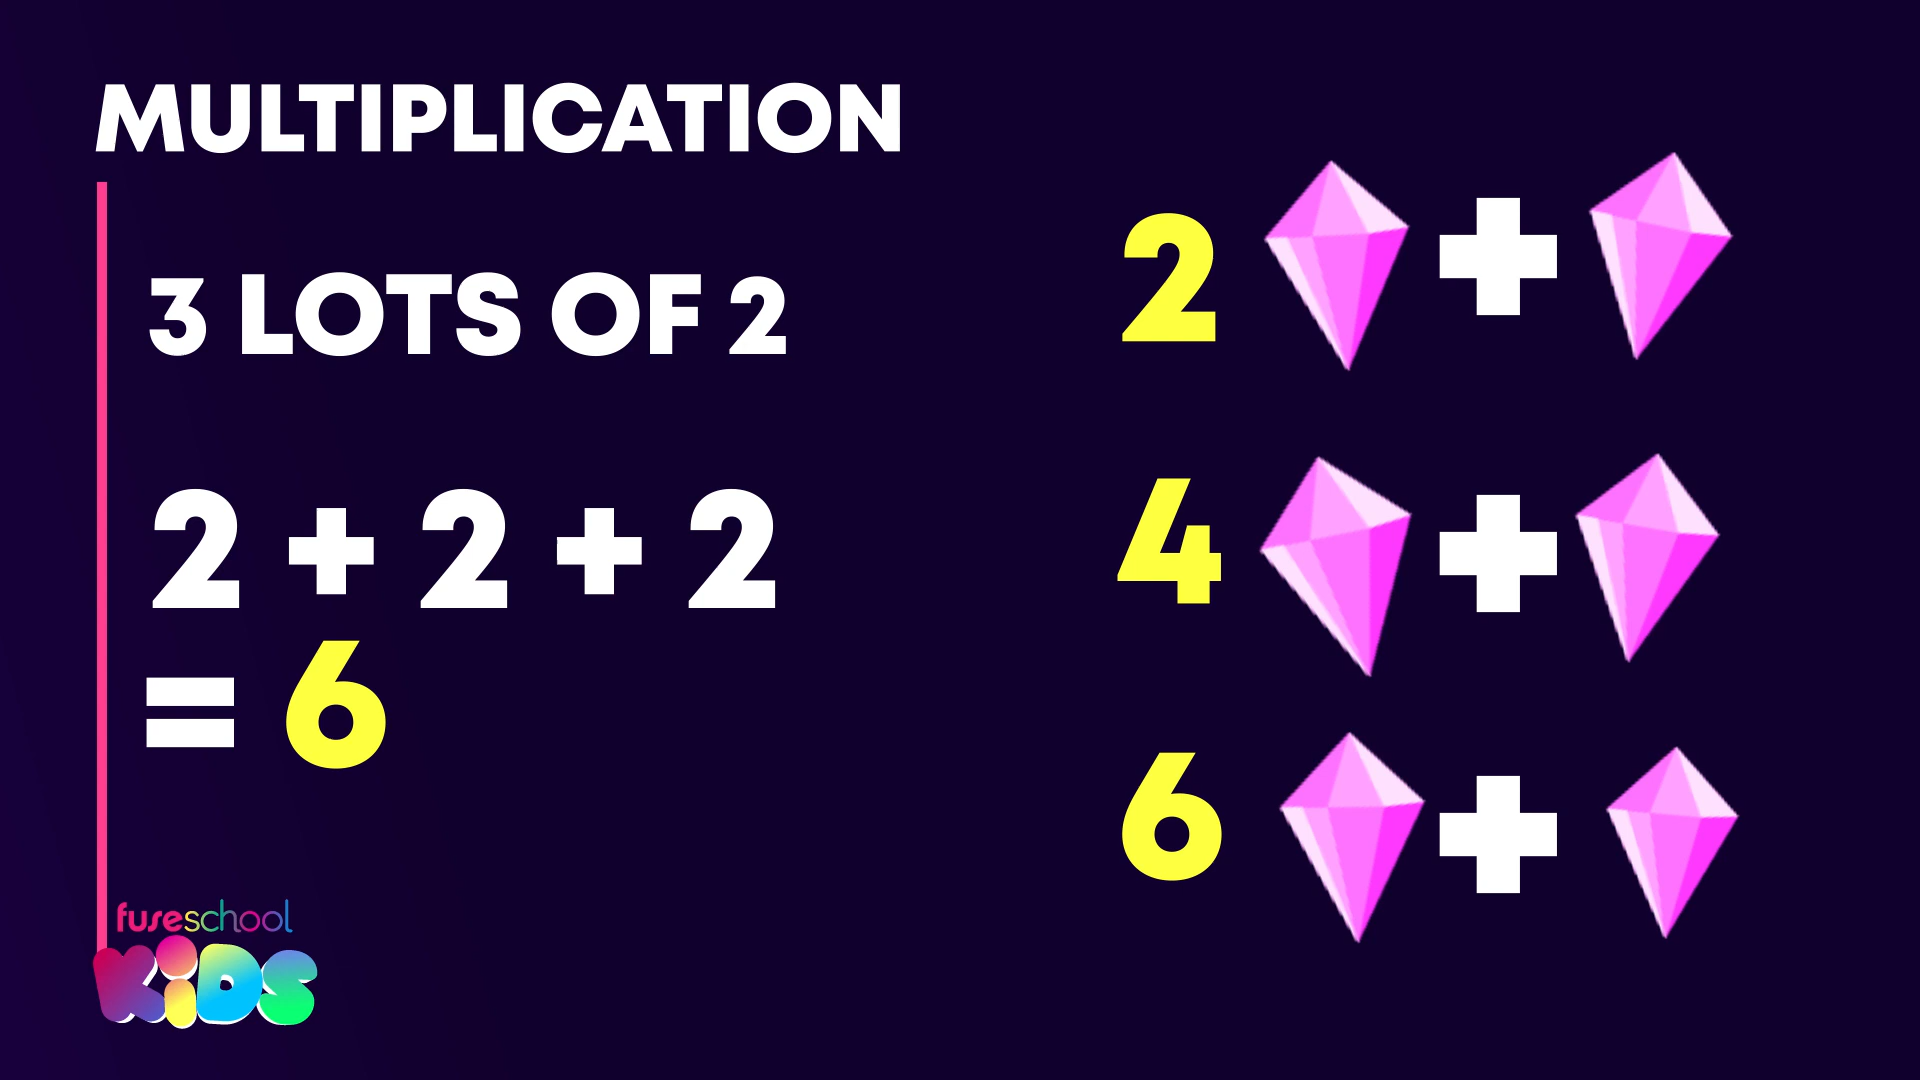 MULTIPLICATION
3 LOTS OF 2
2 + 2 + 2
= 6
2 +
4 +
6 +
fuseschool
KiDS